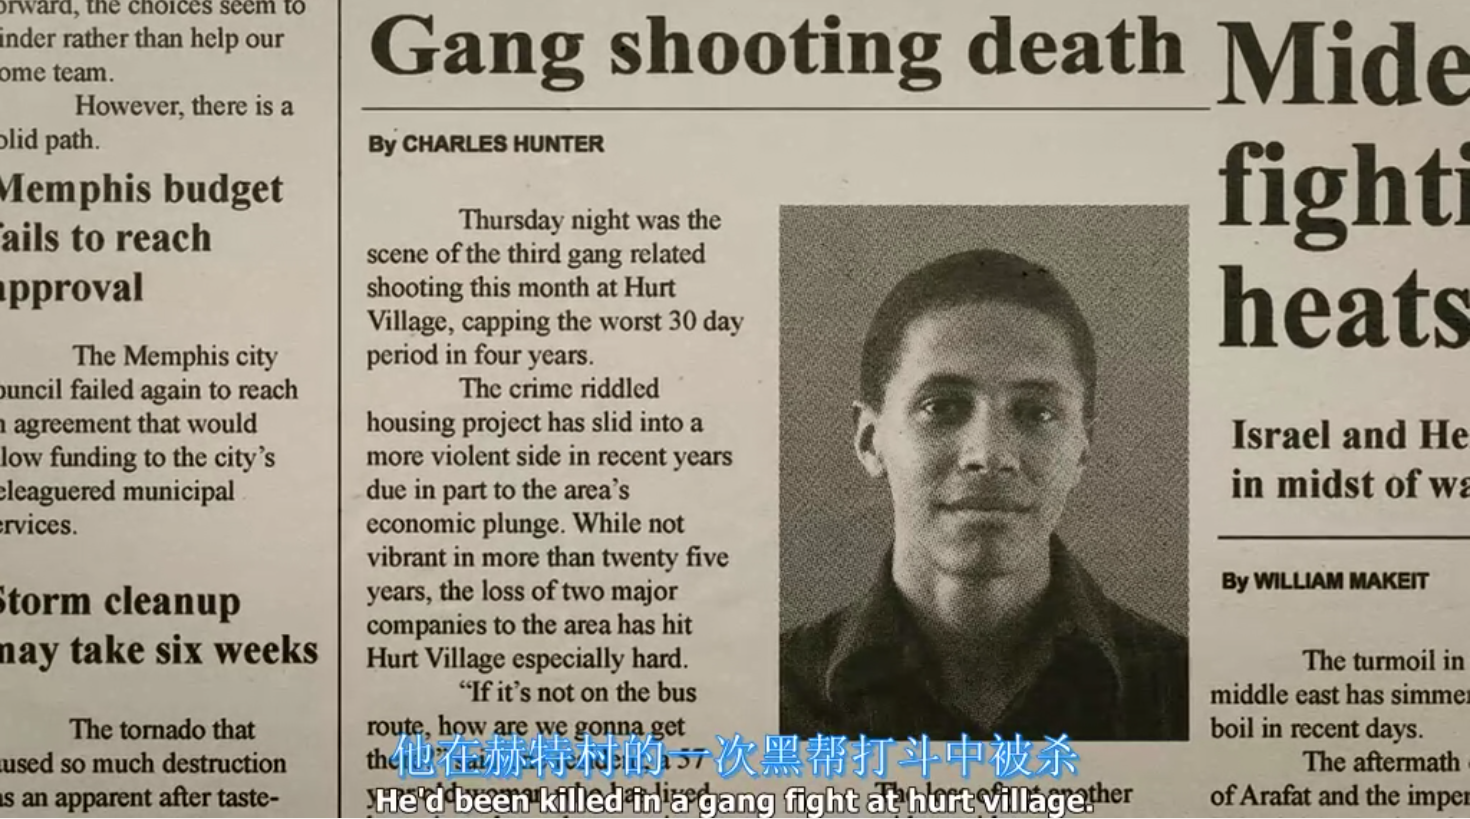 orward, the choices seem to
inder rather than help our
ome team.
However, there is a
olid path.
Memphis budget
ails to reach
approval
The Memphis city
ouncil failed again to reach
n agreement that would
low funding to the city's
eleaguered municipal
ervices.
Storm cleanup
may take six weeks
The tornado that
used so much destruction
as an apparent after taste-
Gang shooting death
By CHARLES HUNTER
Thursday night was the
scene of the third gang related
shooting this month at Hurt
Village, capping the worst 30 day
period in four years.
The crime riddled
housing project has slid into a
more violent side in recent years
due in part to the area's
economic plunge. While not
vibrant in more than twenty five
years, the loss of two major
companies to the area has hit
Hurt Village especially hard.
“If it's not on the bus
route, how are we gonna get
57
The loss of another
Mide
fighti
heats
Israel and He
in midst of wa
By WILLIAM MAKEIT
The turmoil in
middle east has simmer
boil in recent days.
The aftermath
of Arafat and the imper
他在赫特村的一次黑帮打斗中被杀
He'd been killed in a gang fight at hurt village.